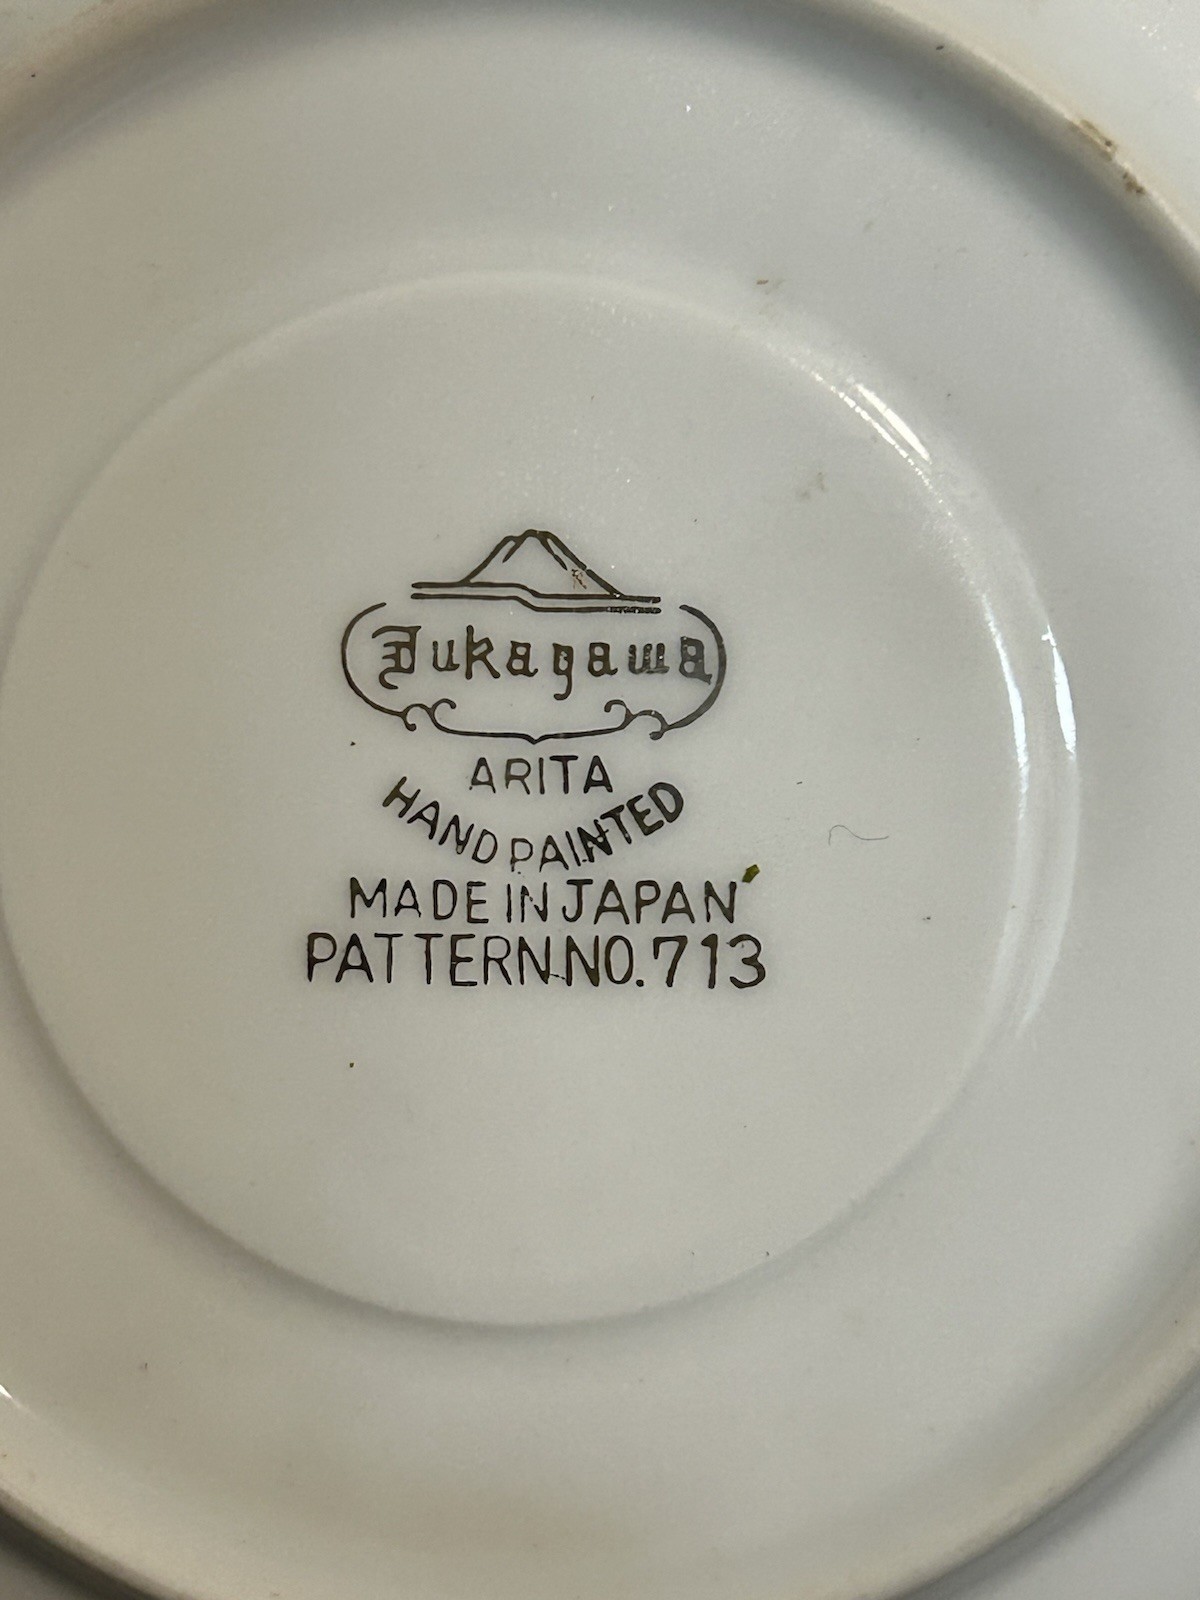 Fukagawa
ARITA
HAND PAINTED
MADE IN JAPAN
PATTERN NO. 713